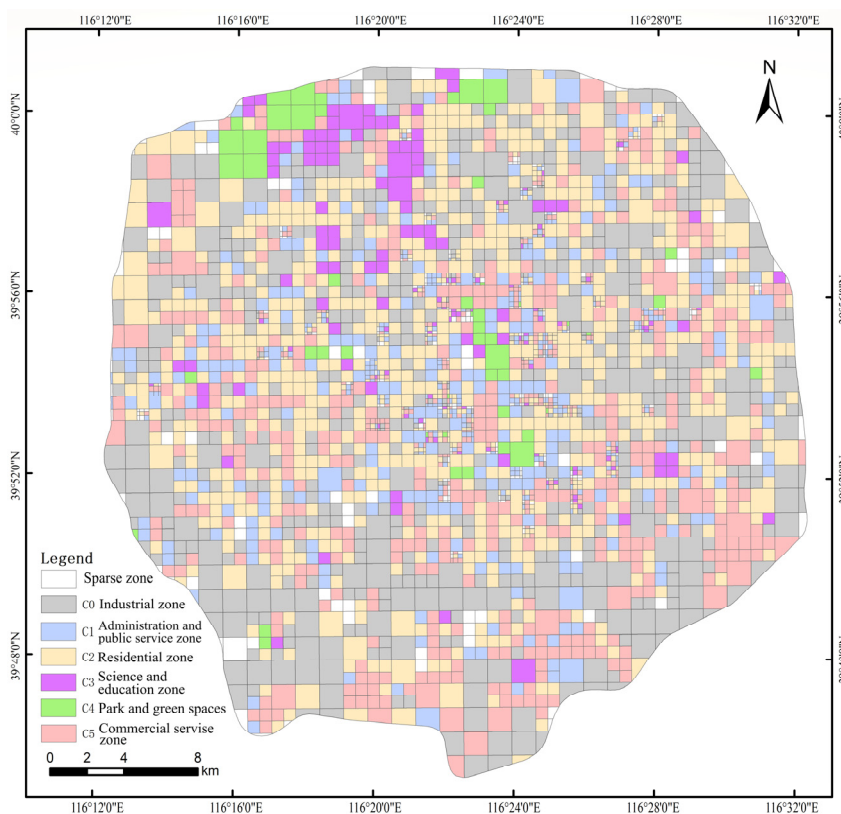 116°12'0"E 116°16'0"E 116°20'0"E 116°24'0"E 116°28'0"E 116°32'0"E
N
40°0'0"N
39°56'0"N
39°52'0"N
39°48'0"N
Legend
Sparse zone
C0 Industrial zone
C1 Administration and
public service zone
C2 Residential zone
C3 Science and
education zone
C4 Park and green spaces
C5 Commercial servise
zone
0 2 4 8
km
116°12'0"E 116°16'0"E 116°20'0"E 116°24'0"E 116°28'0"E 116°32'0"E